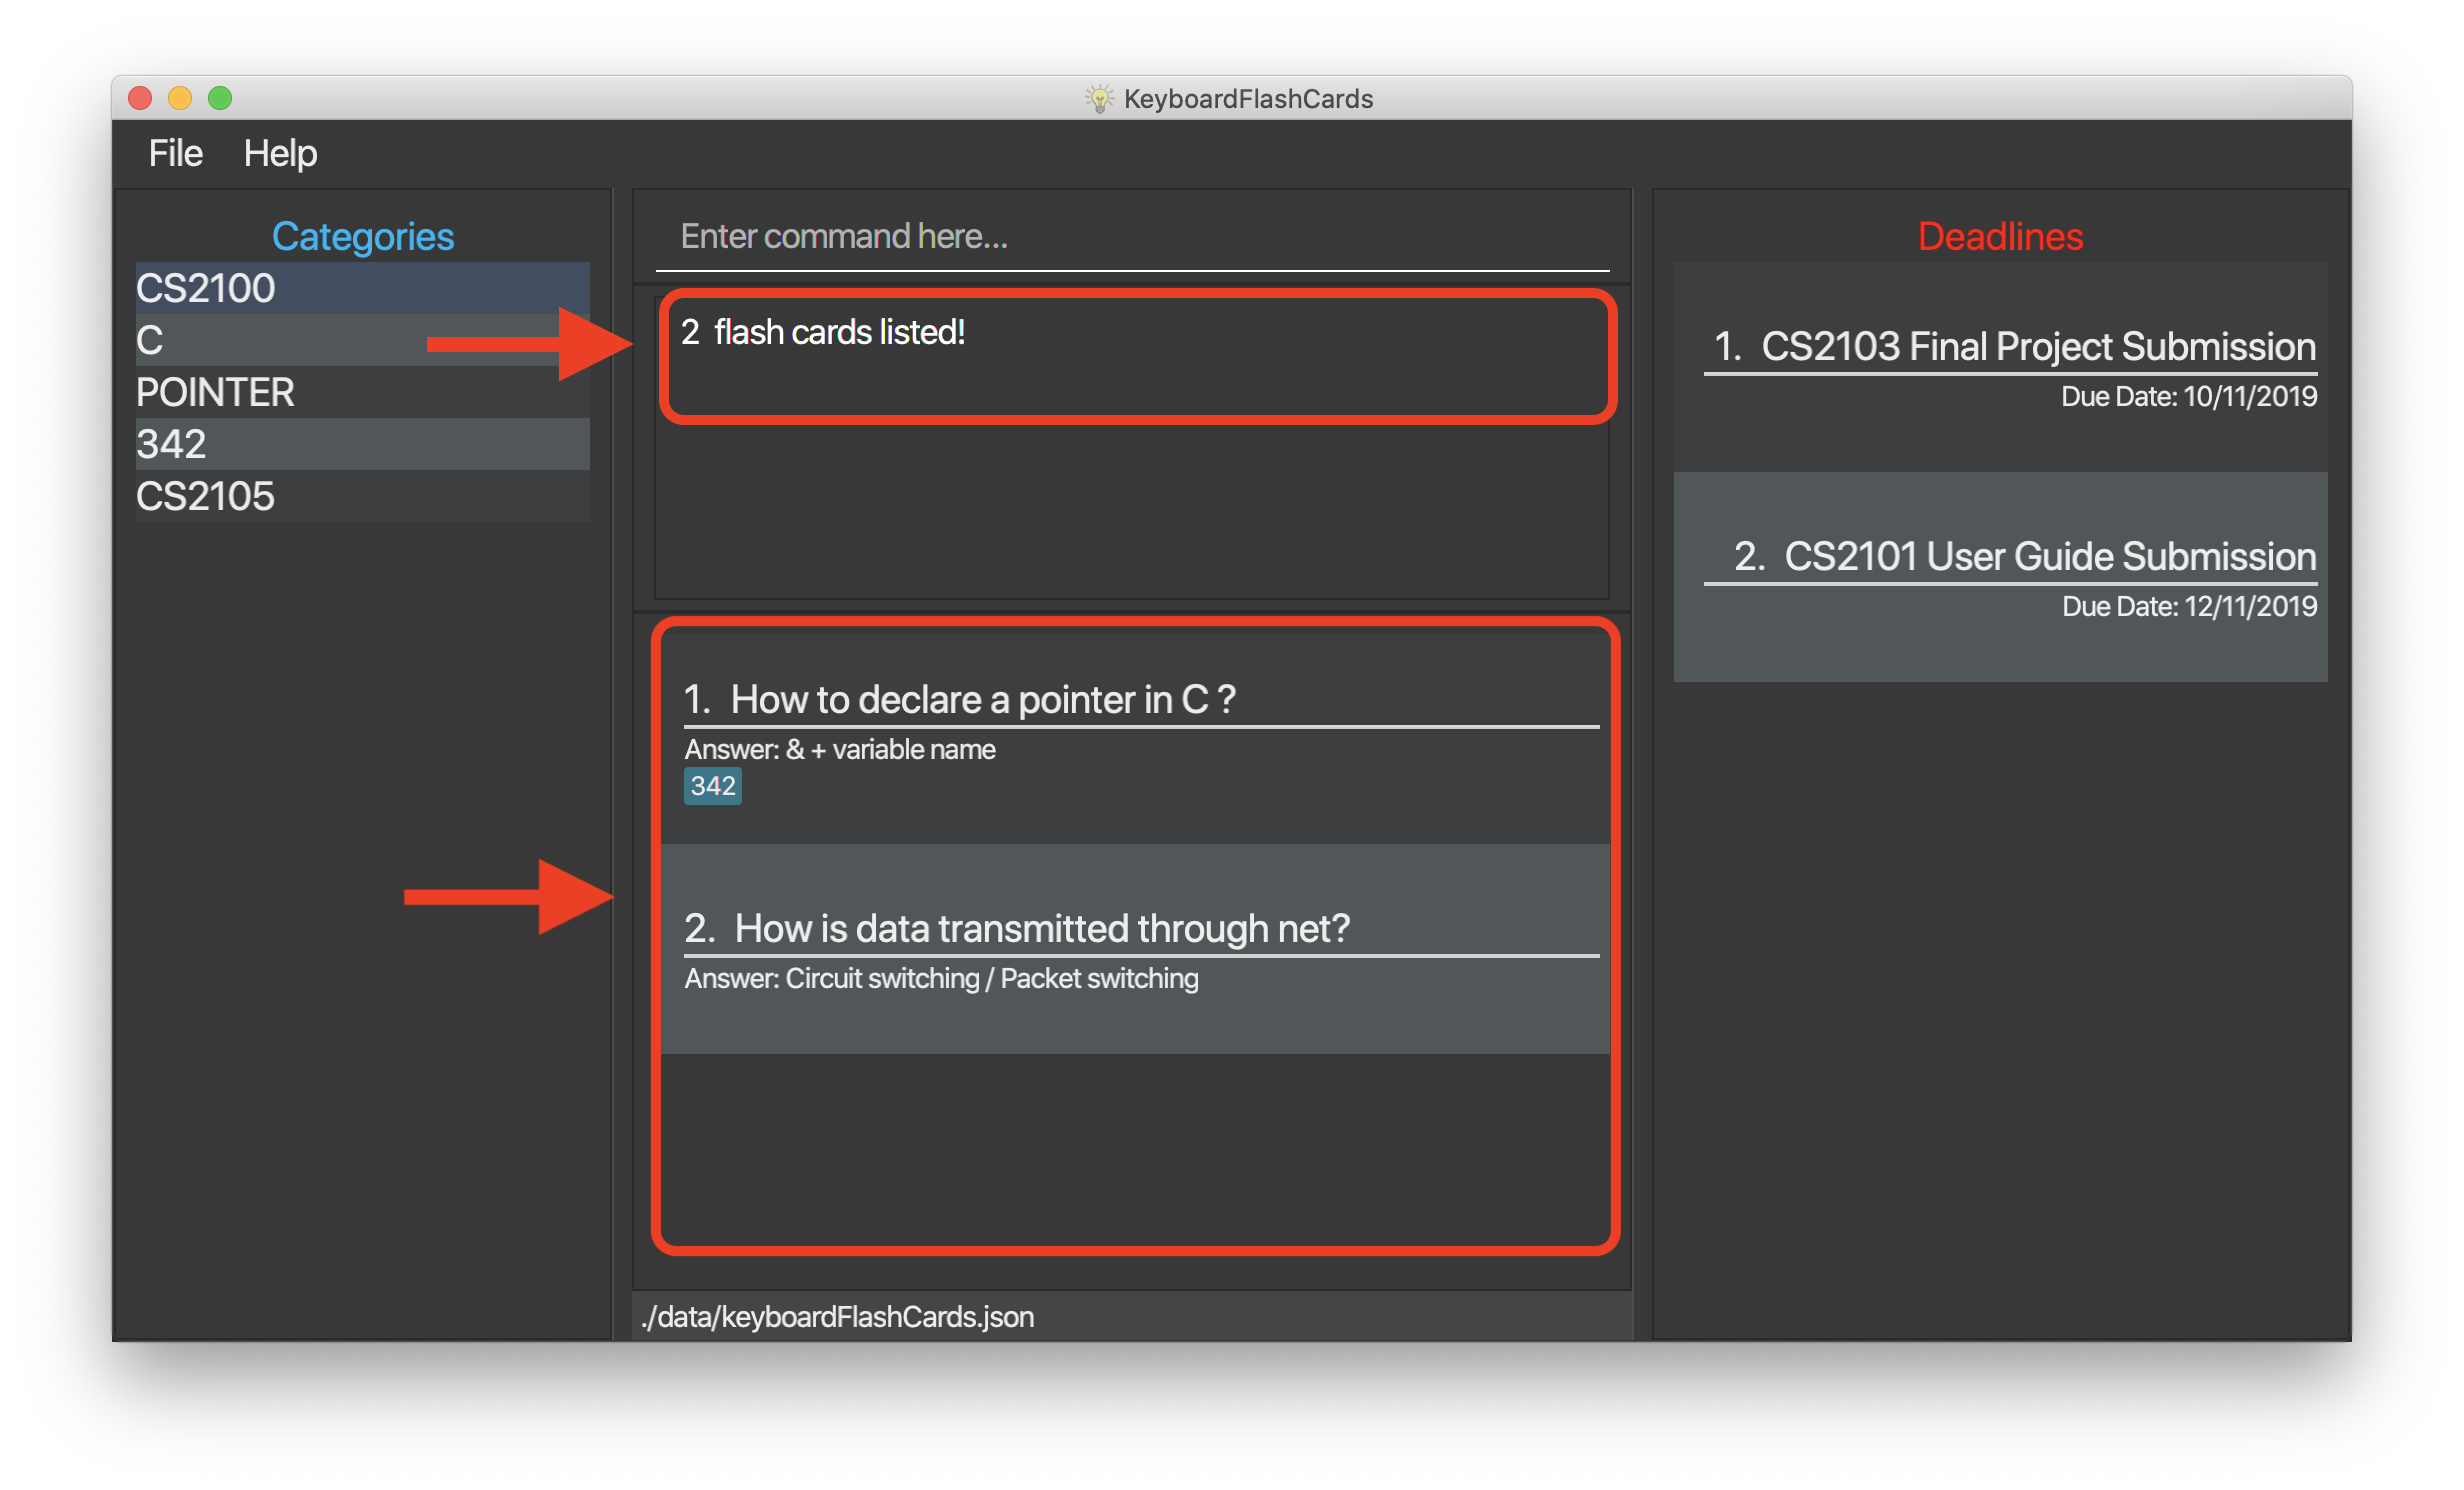 KeyboardFlashCards
File Help
Categories
CS2100
C
POINTER
342
CS2105
Enter command here...
2 flash cards listed!
1. How to declare a pointer in C ?
Answer: & + variable name
342
2. How is data transmitted through net?
Answer: Circuit switching / Packet switching
./data/keyboardFlashCards.json
Deadlines
1. CS2103 Final Project Submission
Due Date: 10/11/2019
2. CS2101 User Guide Submission
Due Date: 12/11/2019